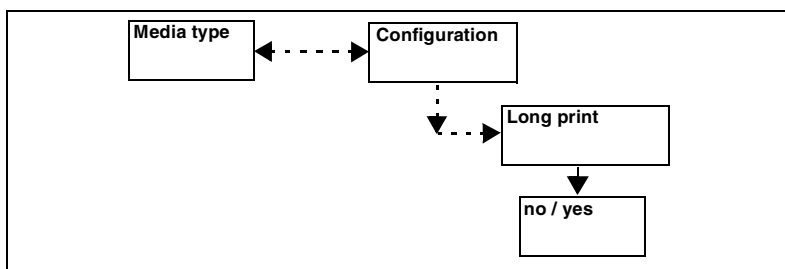 Media type
Configuration
Long print
no / yes